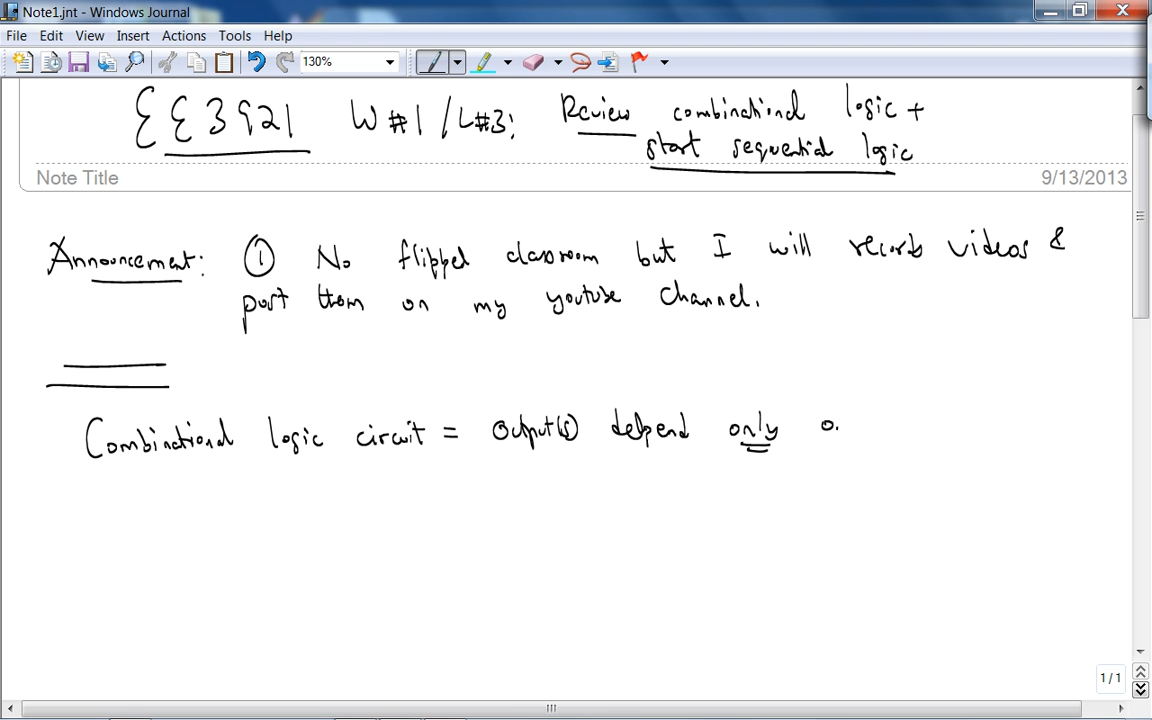 Note1.jnt - Windows Journal
File Edit View Insert Actions Tools Help
130%
EE 3921 W#1 / L#3: Review combinational logic +
start sequential logic
Note Title
9/13/2013
Announcement: ① No flipped classroom but I will records videos &
post them on my youtube channel.
Combinational logic circuit = Output(s) depend only o
1 / 1